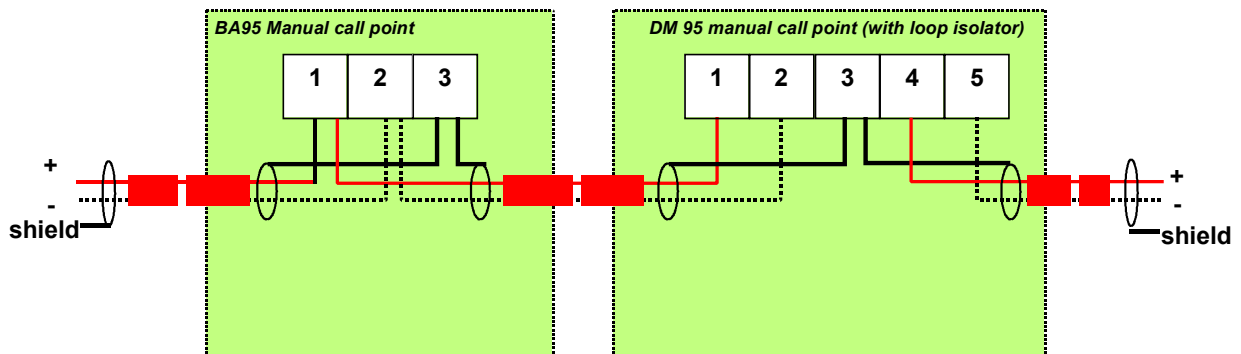 BA95 Manual call point
DM 95 manual call point (with loop isolator)
1 2 3
1 2 3 4 5
+
-
shield
+
-
shield